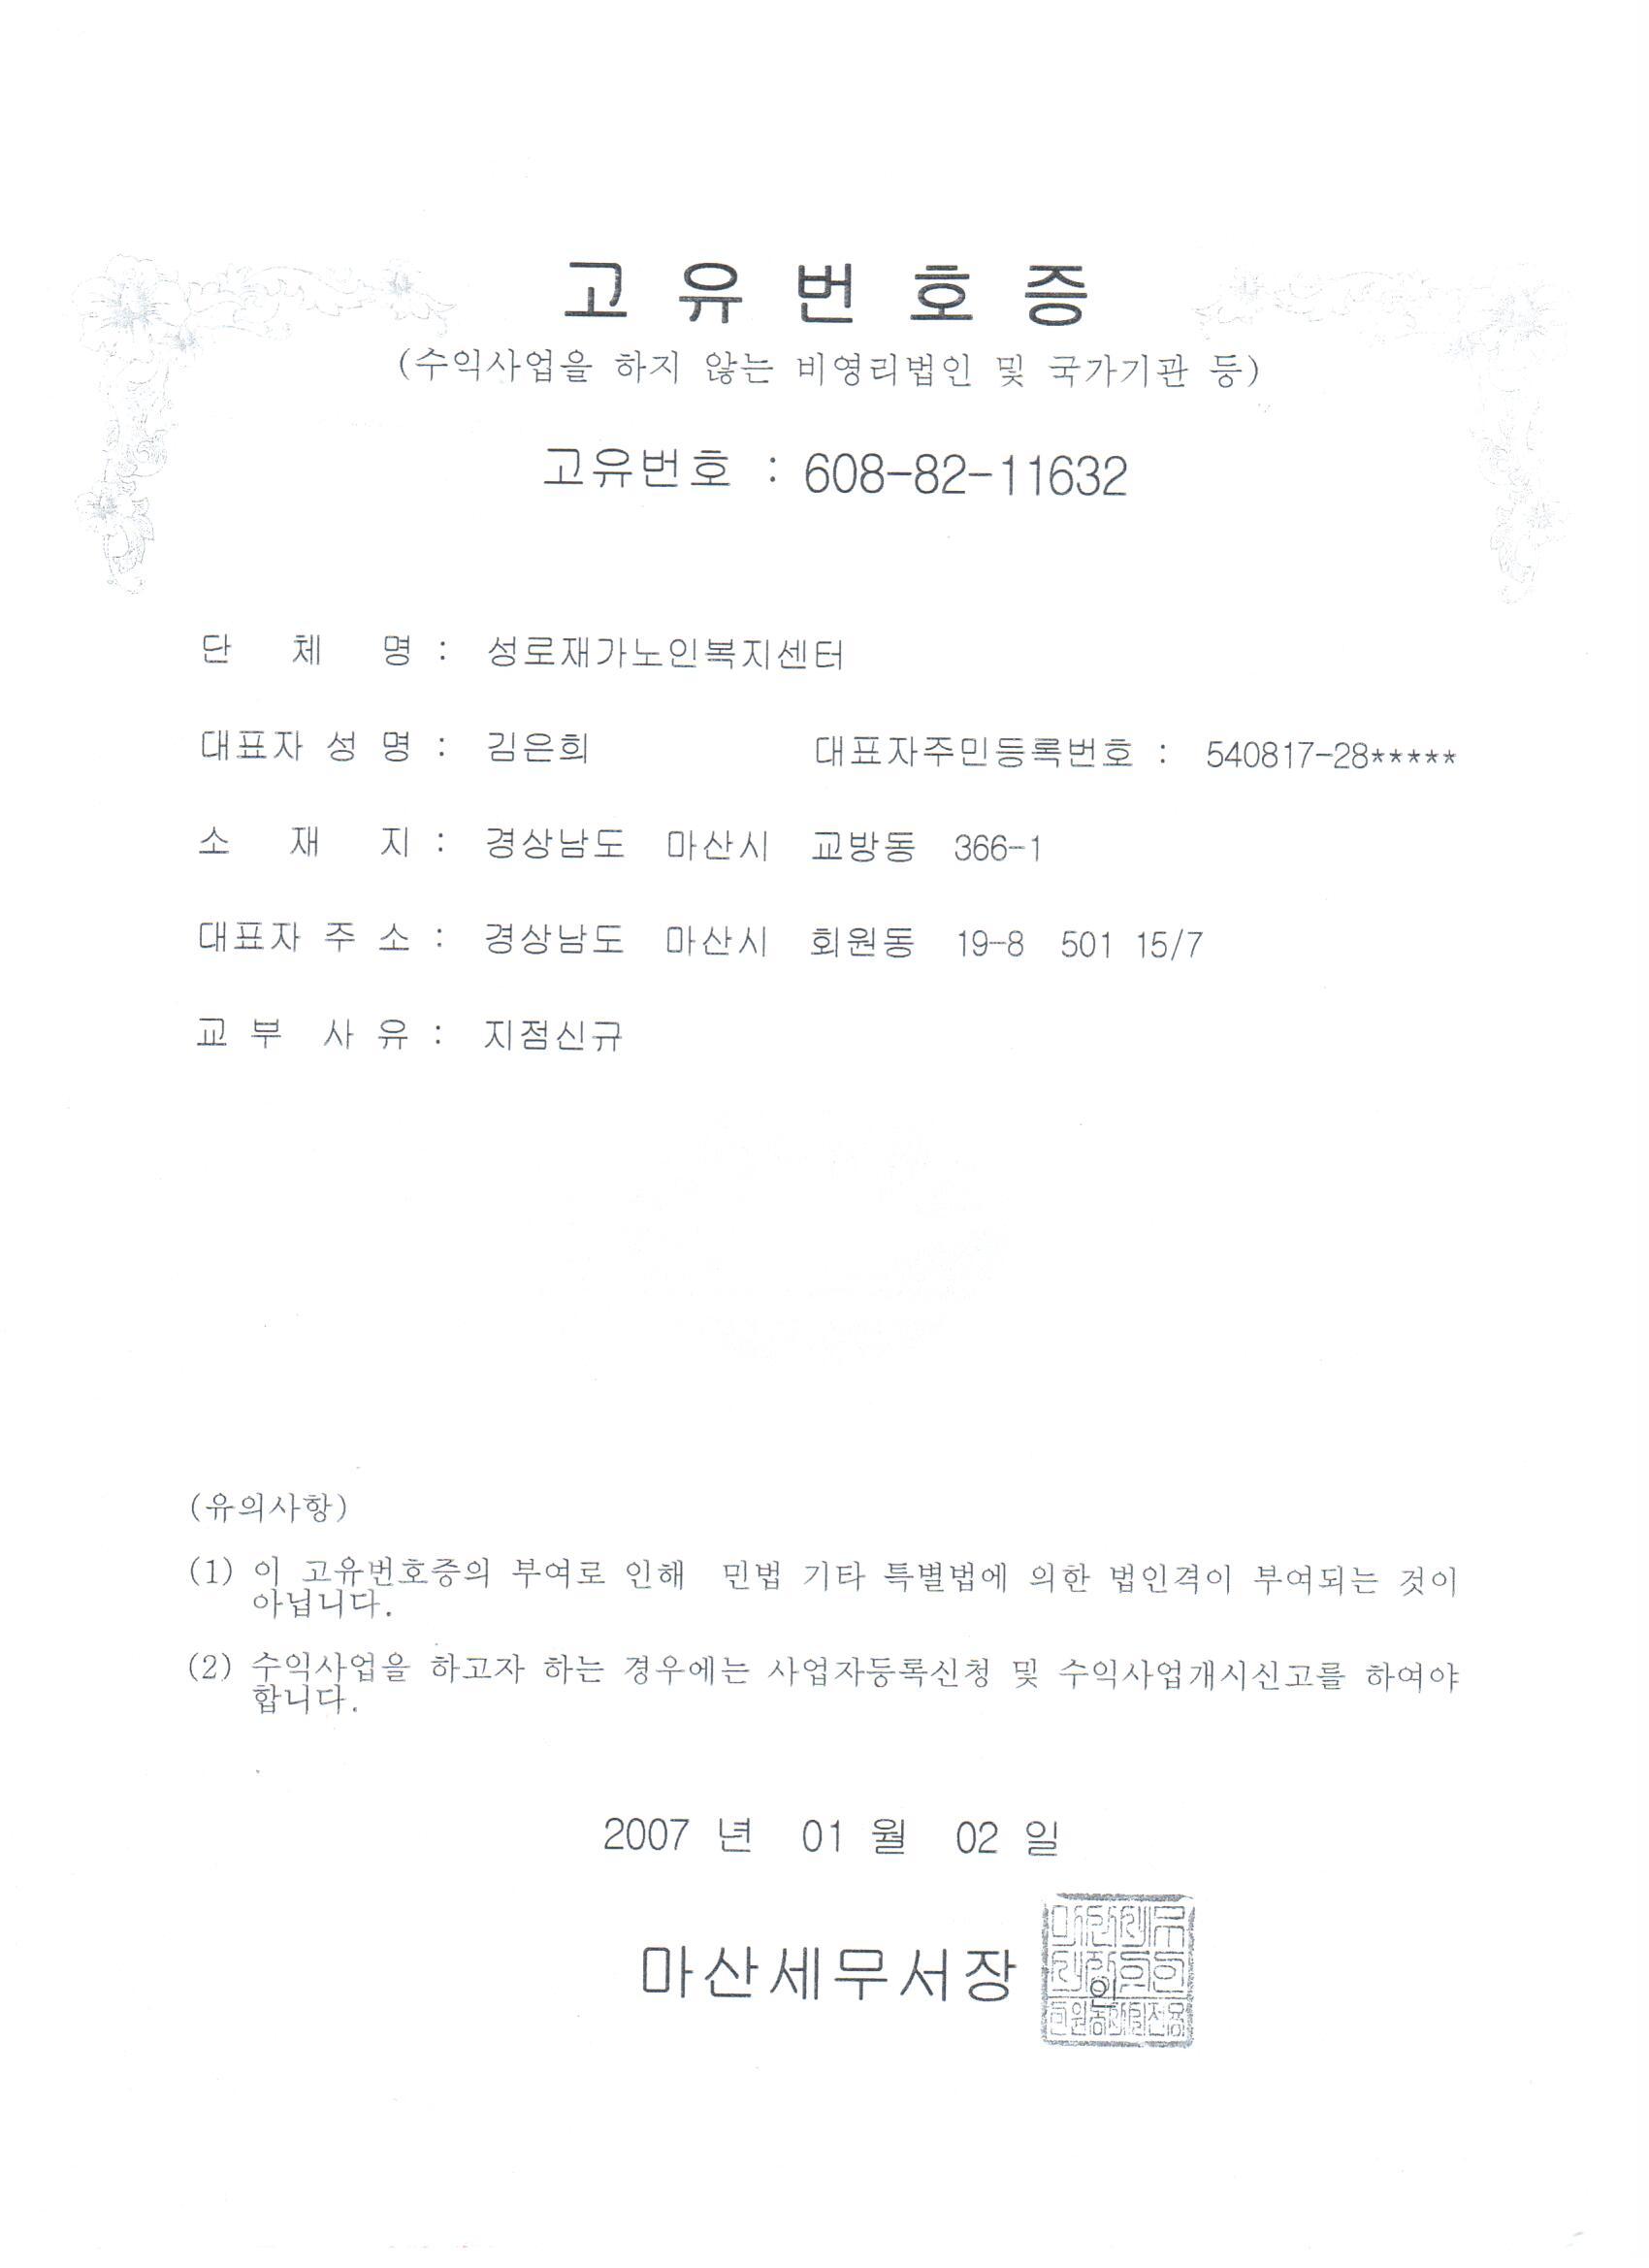 고 유 번 호 증
(수익사업을 하지 않는 비영리법인 및 국가기관 등)
고유번호 : 608-82-11632
단 체 명 : 성로재가노인복지센터
대표자 성 명 : 김은희 대표자주민등록번호 : 540817-28*****
소 재 지 : 경상남도 마산시 교방동 366-1
대표자 주 소 : 경상남도 마산시 회원동 19-8 501 15/7
교 부 사 유 : 지점신규
(유의사항)
(1) 이 고유번호증의 부여로 인해 민법 기타 특별법에 의한 법인격이 부여되는 것이
아닙니다.
(2) 수익사업을 하고자 하는 경우에는 사업자등록신청 및 수익사업개시신고를 하여야
합니다.
2007 년 01 월 02 일
마산세무서장 인